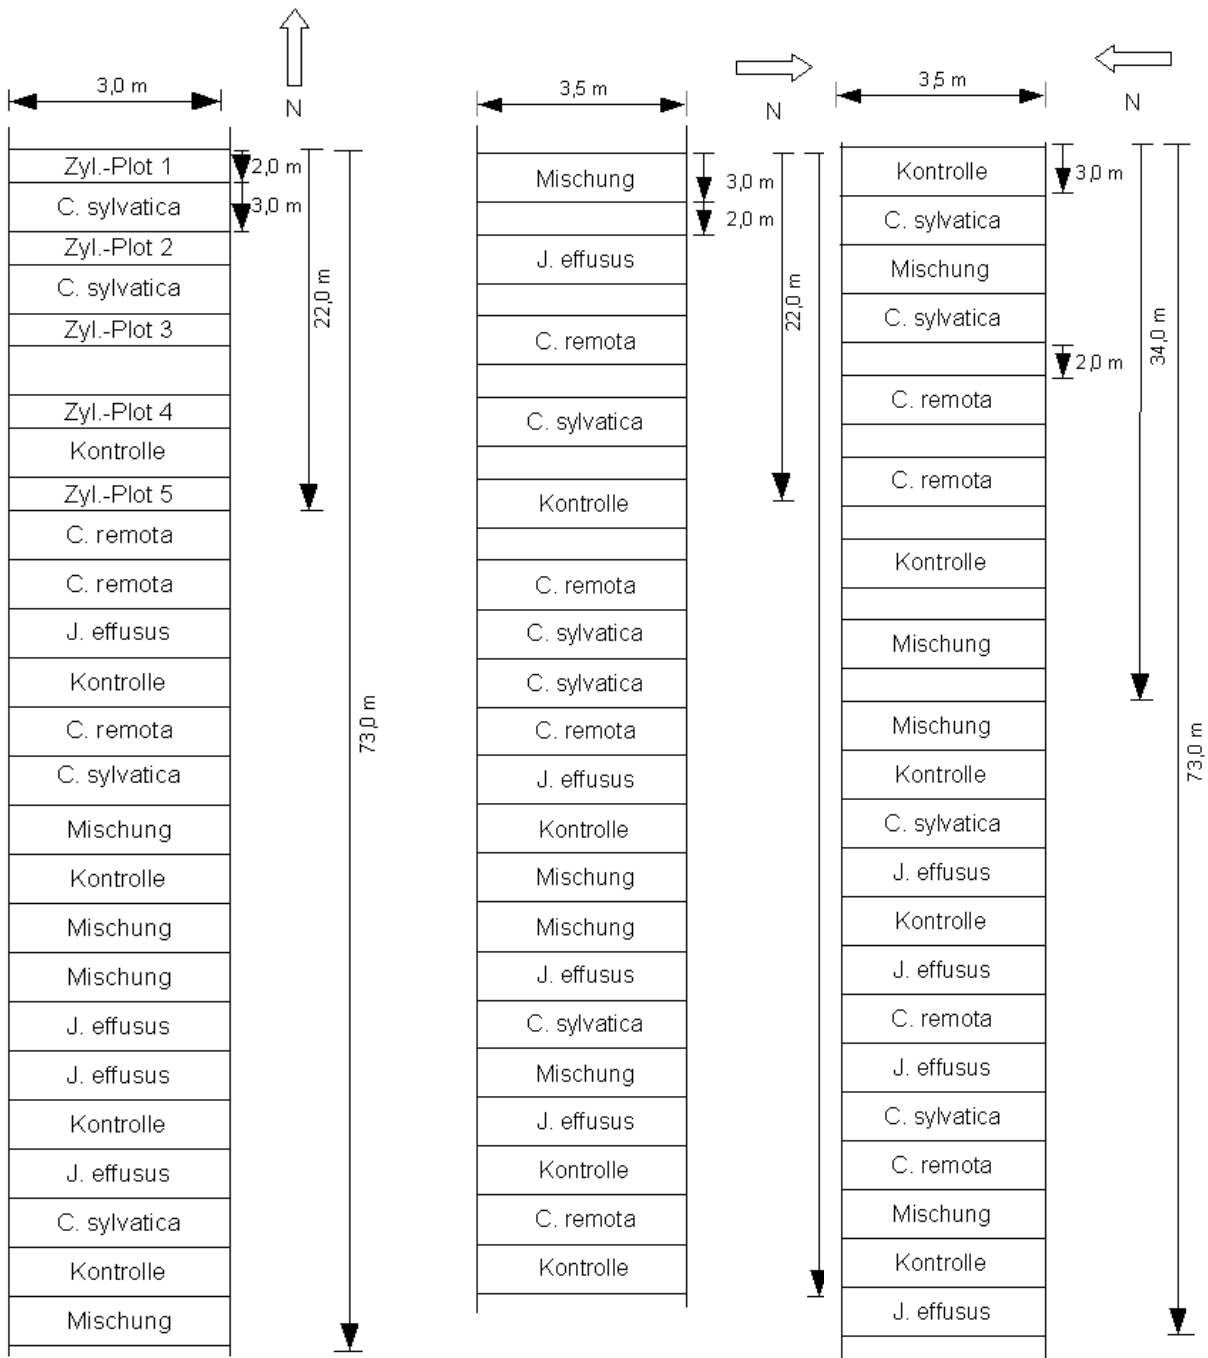 3,0 m
N
Zyl.-Plot 1
2,0 m
C. sylvatica
3,0 m
Zyl.-Plot 2
C. sylvatica
Zyl.-Plot 3
22,0 m
Zyl.-Plot 4
Kontrolle
Zyl.-Plot 5
C. remota
C. remota
J. effusus
Kontrolle
C. remota
73,0 m
C. sylvatica
Mischung
Kontrolle
Mischung
Mischung
J. effusus
J. effusus
Kontrolle
J. effusus
C. sylvatica
Kontrolle
Mischung
3,5 m
N
Mischung
3,0 m
2,0 m
J. effusus
22,0 m
C. remota
C. sylvatica
Kontrolle
C. remota
C. sylvatica
C. sylvatica
C. remota
J. effusus
Kontrolle
Mischung
Mischung
J. effusus
C. sylvatica
Mischung
J. effusus
Kontrolle
C. remota
Kontrolle
3,5 m
N
Kontrolle
3,0 m
C. sylvatica
Mischung
C. sylvatica
34,0 m
2,0 m
C. remota
C. remota
Kontrolle
Mischung
Mischung
73,0 m
Kontrolle
C. sylvatica
J. effusus
Kontrolle
J. effusus
C. remota
J. effusus
C. sylvatica
C. remota
Mischung
Kontrolle
J. effusus